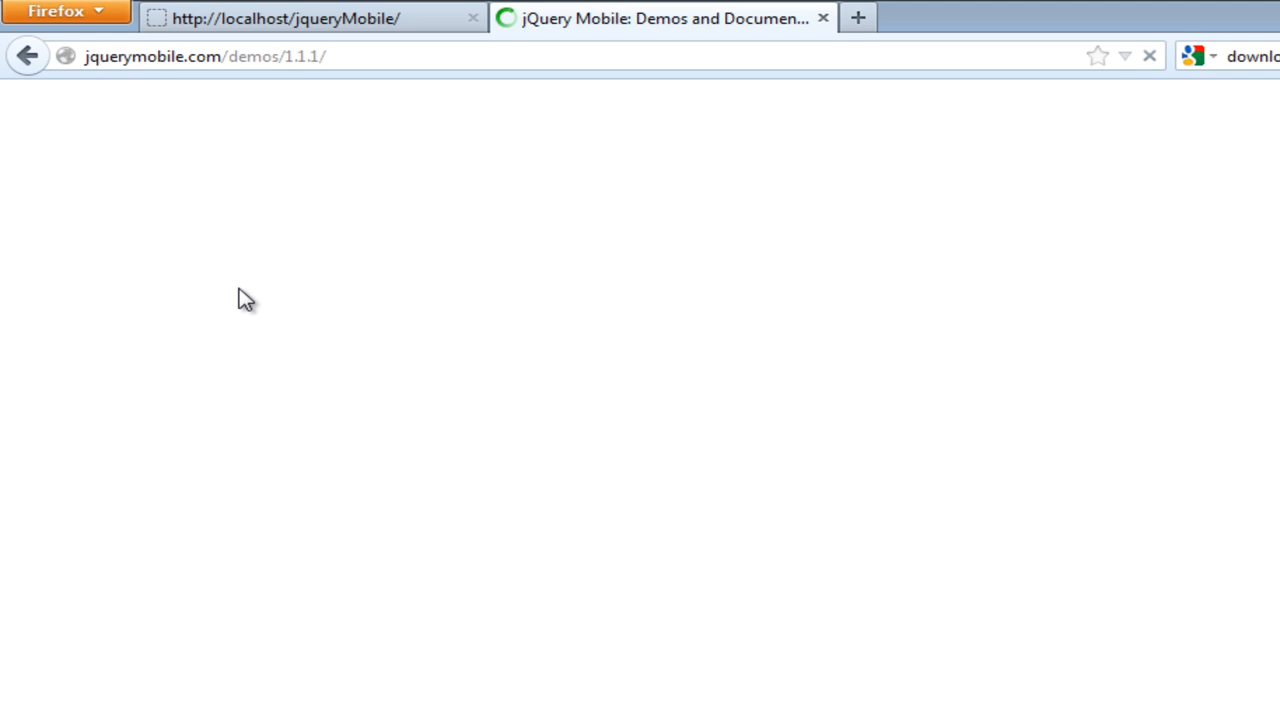 Firefox
http://localhost/jqueryMobile/
jQuery Mobile: Demos and Documen...
jquerymobile.com/demos/1.1.1/
downlo